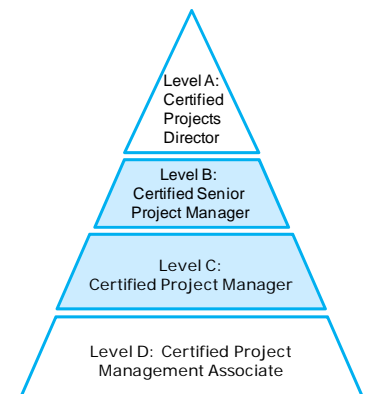 Level A:
Certified
Projects
Director
Level B:
Certified Senior
Project Manager
Level C:
Certified Project Manager
Level D: Certified Project
Management Associate